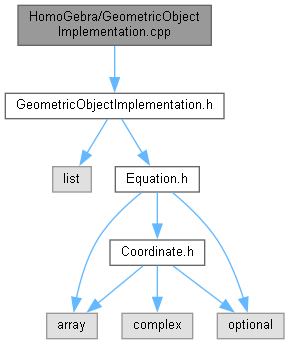 HomoGebra/GeometricObject
Implementation.cpp
GeometricObjectImplementation.h
list
Equation.h
Coordinate.h
array
complex
optional